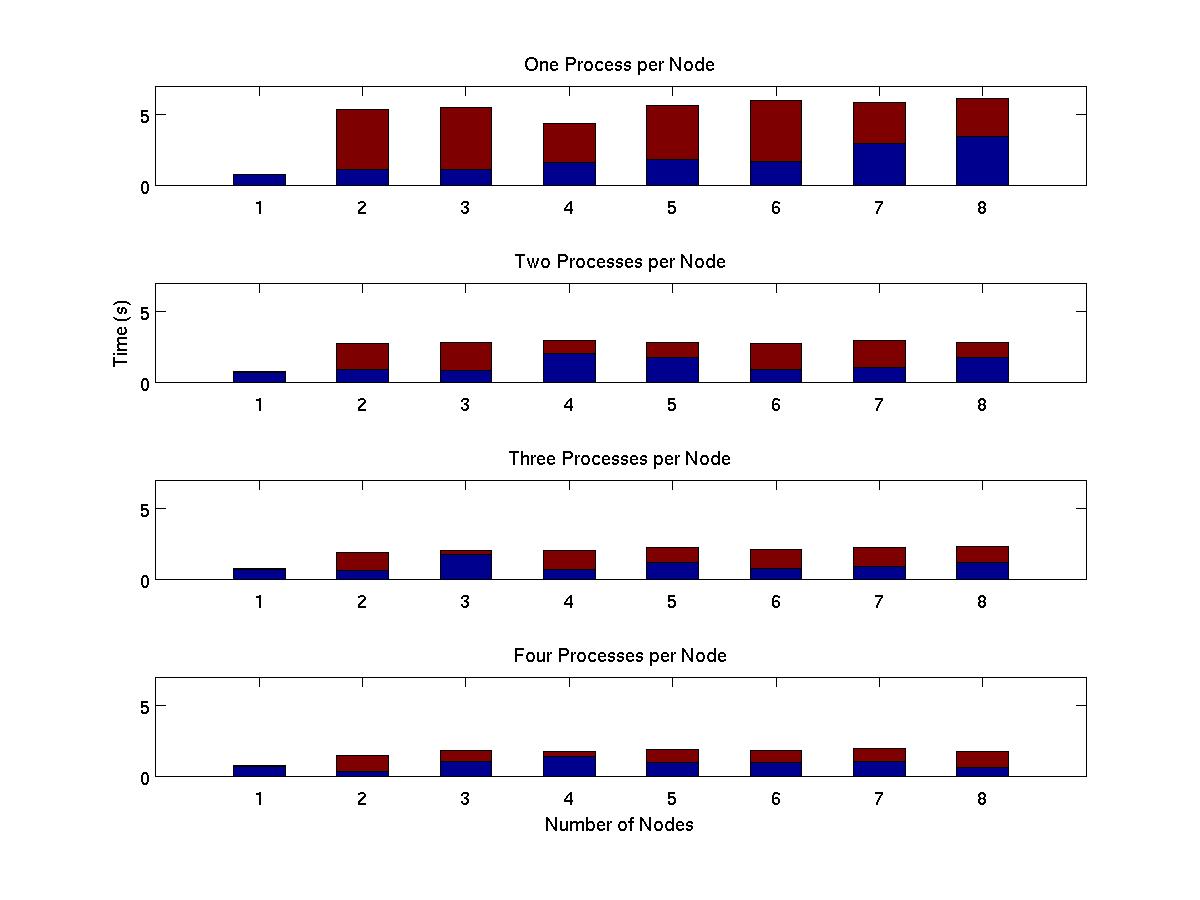 One Process per Node
5
0
1 2 3 4 5 6 7 8
Two Processes per Node
Time (s)
5
0
1 2 3 4 5 6 7 8
Three Processes per Node
5
0
1 2 3 4 5 6 7 8
Four Processes per Node
5
0
1 2 3 4 5 6 7 8
Number of Nodes